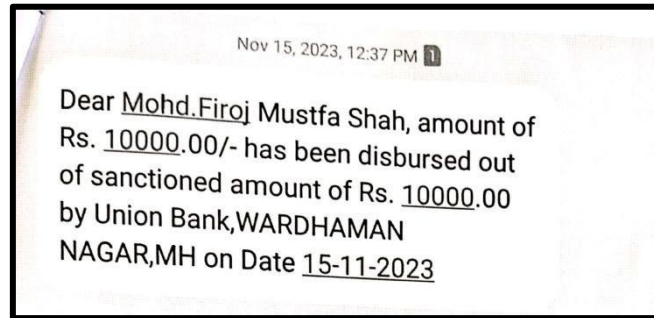 Nov 15, 2023, 12:37 PM 1
Dear Mohd.Firoj Mustfa Shah, amount of
Rs. 10000.00/- has been disbursed out
of sanctioned amount of Rs. 10000.00
by Union Bank,WARDHAMAN
NAGAR,MH on Date 15-11-2023